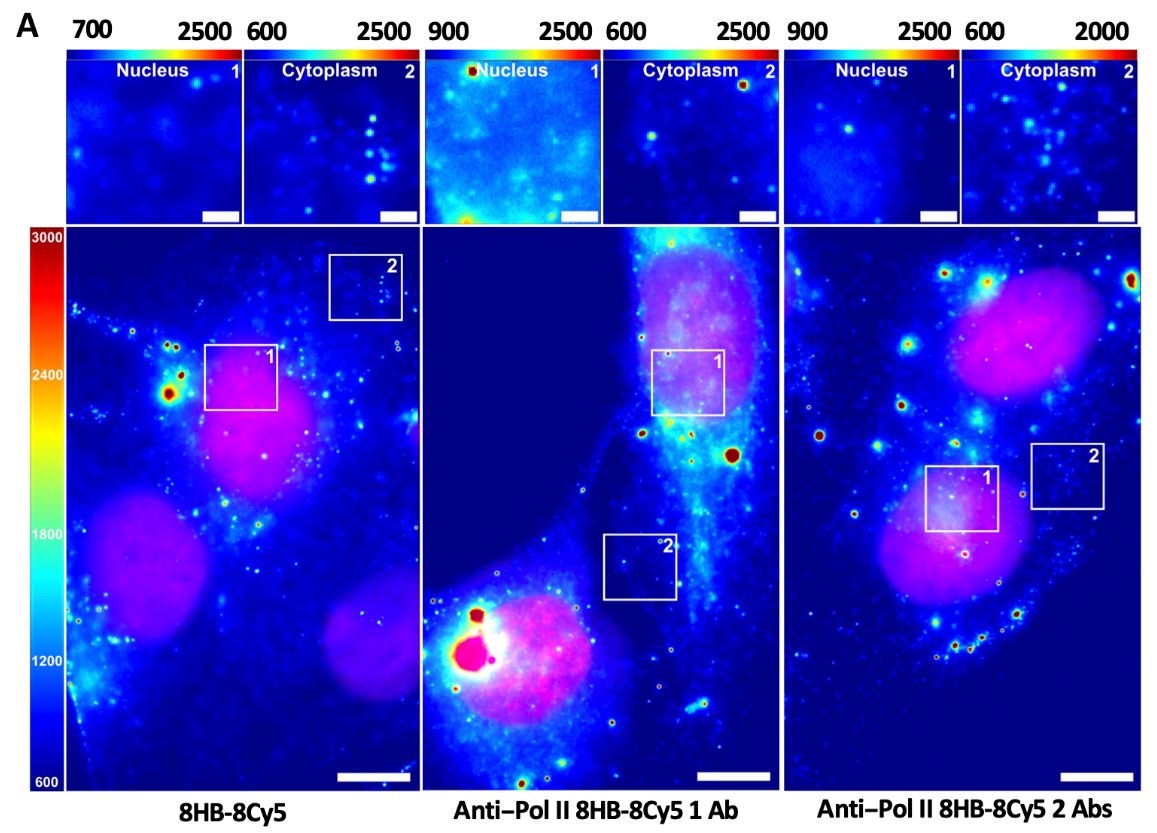 A
700 2500 600 2500 900 2500 600 2500 900 2500 600 2000
Nucleus 1 Cytoplasm 2 Nucleus 1 Cytoplasm 2 Nucleus 1 Cytoplasm 2
3000
2400
1800
1200
600
2
1
1
2
1
2
8HB-8Cy5 Anti–Pol II 8HB-8Cy5 1 Ab Anti–Pol II 8HB-8Cy5 2 Abs